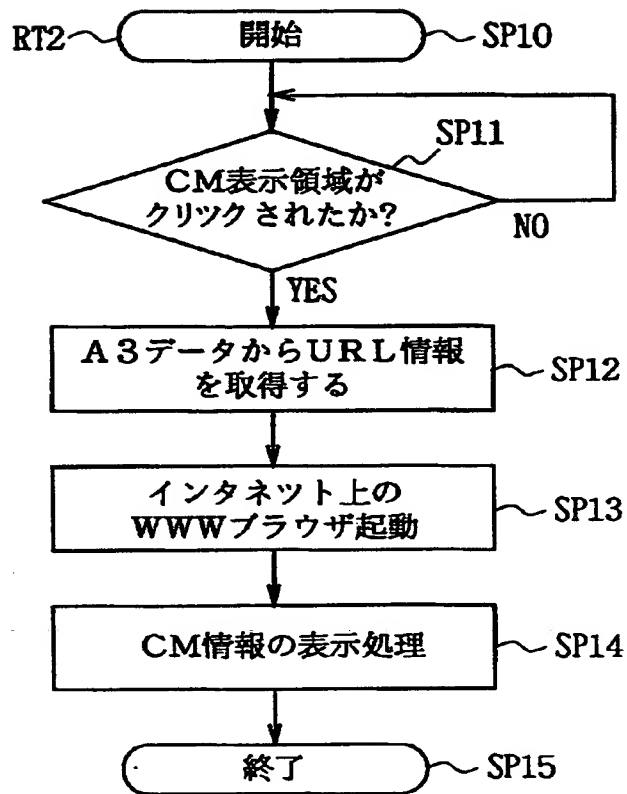 RT2 開始 SP10
SP11
CM表示領域が
クリツクされたか?
NO
YES
A3データからURL情報
を取得する
SP12
インタネット上の
WWWブラウザ起動
SP13
CM情報の表示処理 SP14
終了 SP15